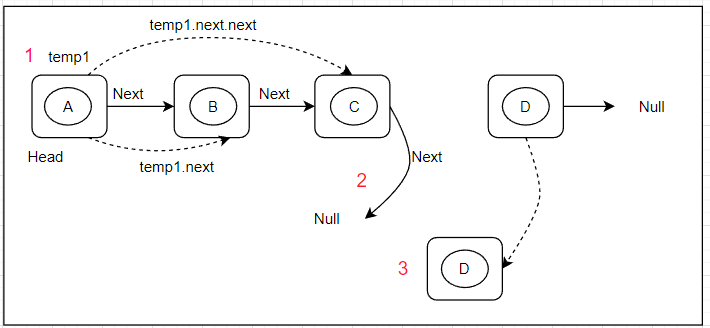 temp1.next.next
1 temp1
A
Next
B
Next
C
D
Null
Head
temp1.next
2
Next
Null
3
D